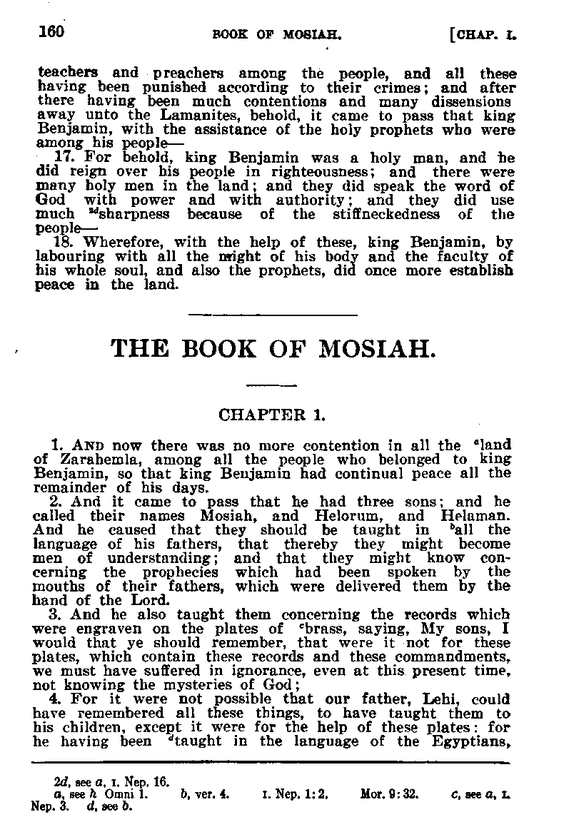 160 BOOK OF MOSIAH. [CHAP. I.
teachers and preachers among the people, and all these
having been punished according to their crimes; and after
there having been much contentions and many dissensions
away unto the Lamanites, behold, it came to pass that king
Benjamin, with the assistance of the holy prophets who were
among his people—
17. For behold, king Benjamin was a holy man, and he
did reign over his people in righteousness; and there were
many holy men in the land; and they did speak the word of
God with power and with authority; and they did use
much 2dsharpness because of the stiffneckedness of the
people—
18. Wherefore, with the help of these, king Benjamin, by
labouring with all the might of his body and the faculty of
his whole soul, and also the prophets, did once more establish
peace in the land.
THE BOOK OF MOSIAH.
CHAPTER 1.
1. AND now there was no more contention in all the aland
of Zarahemla, among all the people who belonged to king
Benjamin, so that king Benjamin had continual peace all the
remainder of his days.
2. And it came to pass that he had three sons; and he
called their names Mosiah, and Helorum, and Helaman.
And he caused that they should be taught in ball the
language of his fathers, that thereby they might become
men of understanding; and that they might know con-
cerning the prophecies which had been spoken by the
mouths of their fathers, which were delivered them by the
hand of the Lord.
3. And he also taught them concerning the records which
were engraven on the plates of cbrass, saying, My sons, I
would that ye should remember, that were it not for these
plates, which contain these records and these commandments,
we must have suffered in ignorance, even at this present time,
not knowing the mysteries of God;
4. For it were not possible that our father, Lehi, could
have remembered all these things, to have taught them to
his children, except it were for the help of these plates: for
he having been dtaught in the language of the Egyptians,
2d, see a, I. Nep. 16.
a, see h Omni 1. b, ver. 4. I. Nep. 1:2. Mor. 9:32. c, see a, I.
Nep. 3. d, see b.